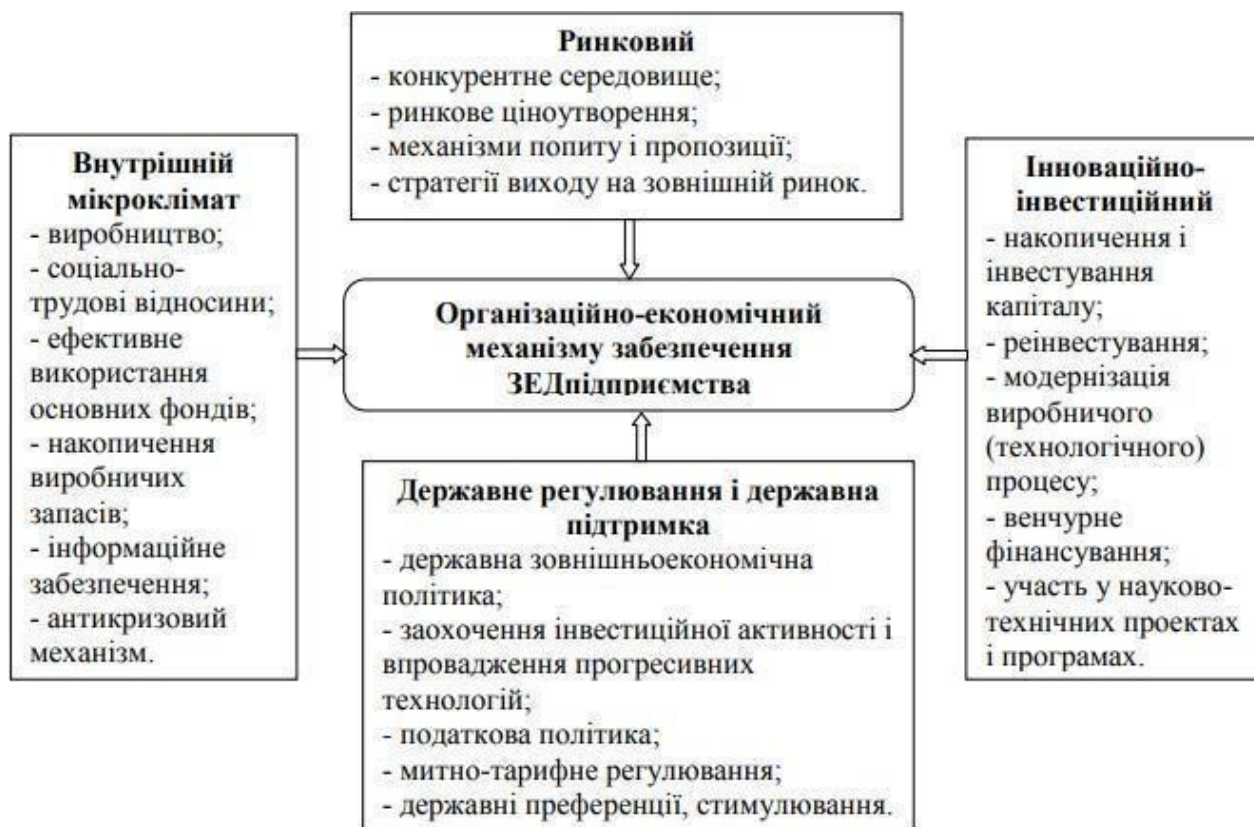 Ринковий
- конкурентне середовище;
- ринкове ціноутворення;
- механізми попиту і пропозиції;
- стратегії виходу на зовнішній ринок.
Внутрішній
мікроклімат
- виробництво;
- соціально-
трудові відносини;
- ефективне
використання
основних фондів;
- накопичення
виробничих
запасів;
- інформаційне
забезпечення;
- антикризовий
механізм.
Організаційно-економічний
механізму забезпечення
ЗЕДпідприємства
Інноваційно-
інвестиційний
- накопичення і
інвестування
капіталу;
- реінвестування;
- модернізація
виробничого
(технологічного)
процесу;
- венчурне
фінансування;
- участь у науково-
технічних проектах
і програмах.
Державне регулювання і державна
підтримка
- державна зовнішньоекономічна
політика;
- заохочення інвестиційної активності і
впровадження прогресивних
технологій;
- податкова політика;
- митно-тарифне регулювання;
- державні преференції, стимулювання.